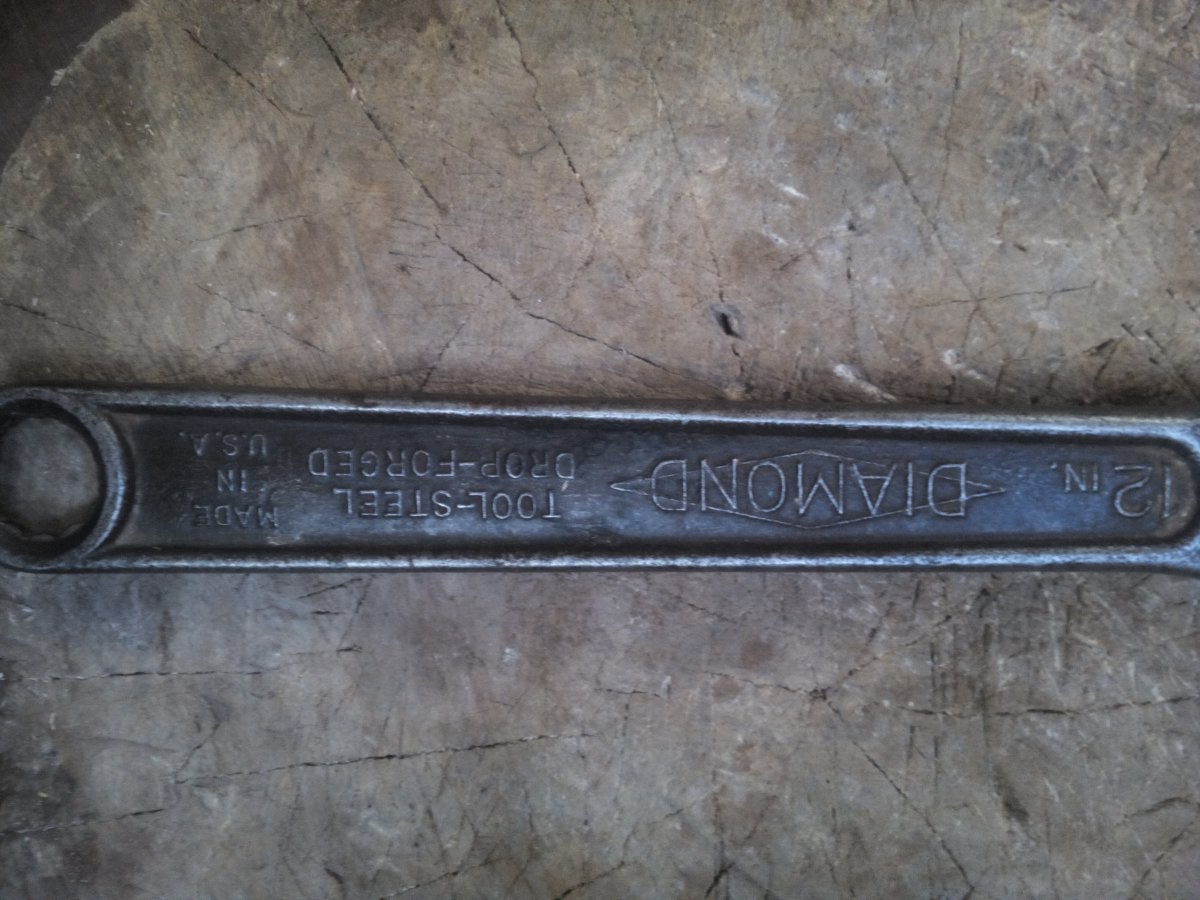 12 IN.
DIAMOND
TOOL-STEEL
DROP-FORGED
MADE
IN
U.S.A.